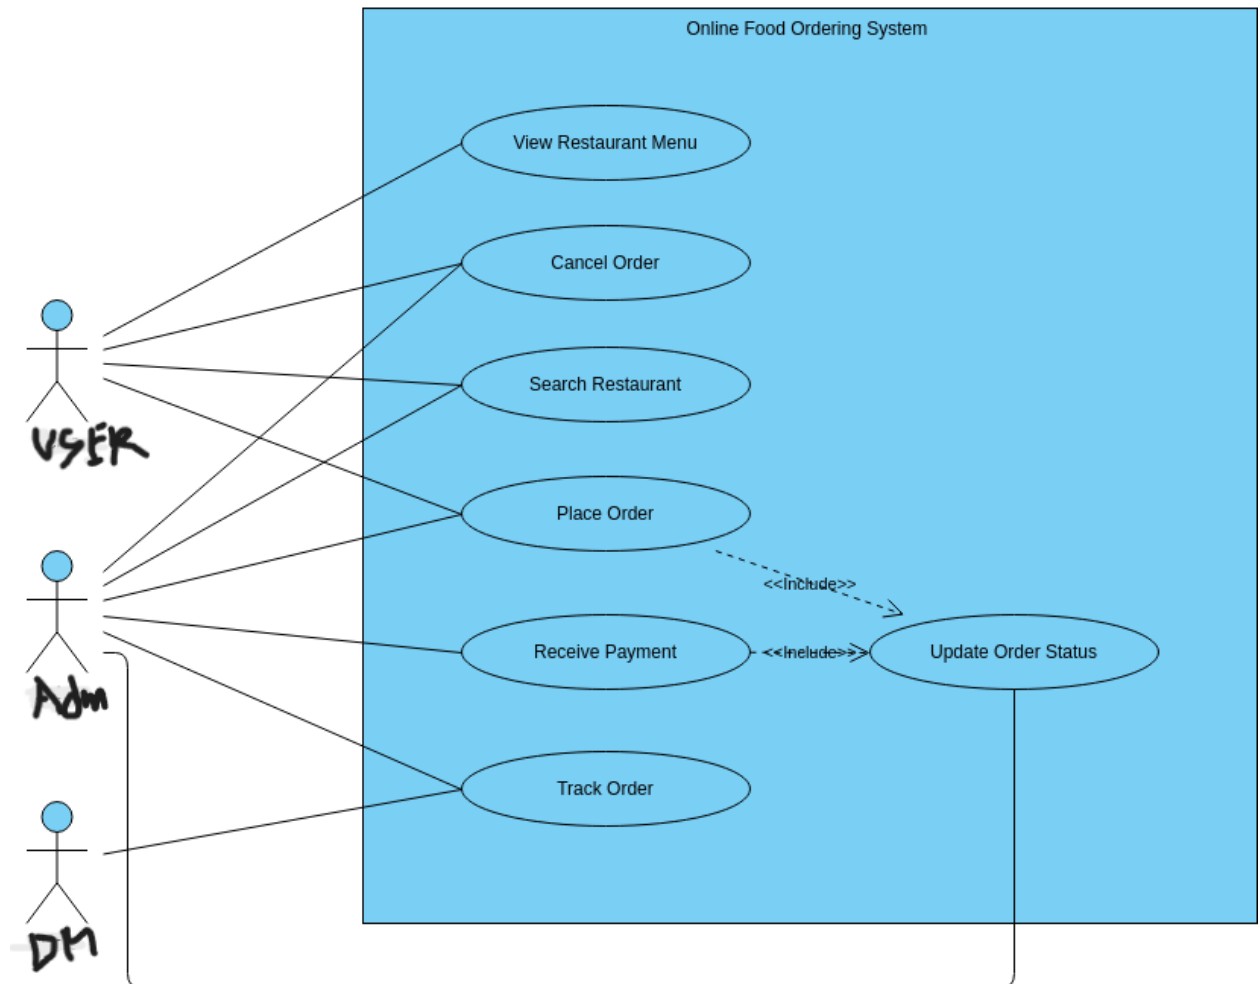 Online Food Ordering System
View Restaurant Menu
Cancel Order
Search Restaurant
USER
Place Order
<<Include>>
Receive Payment
<<Include>>
Update Order Status
Adm
Track Order
DM